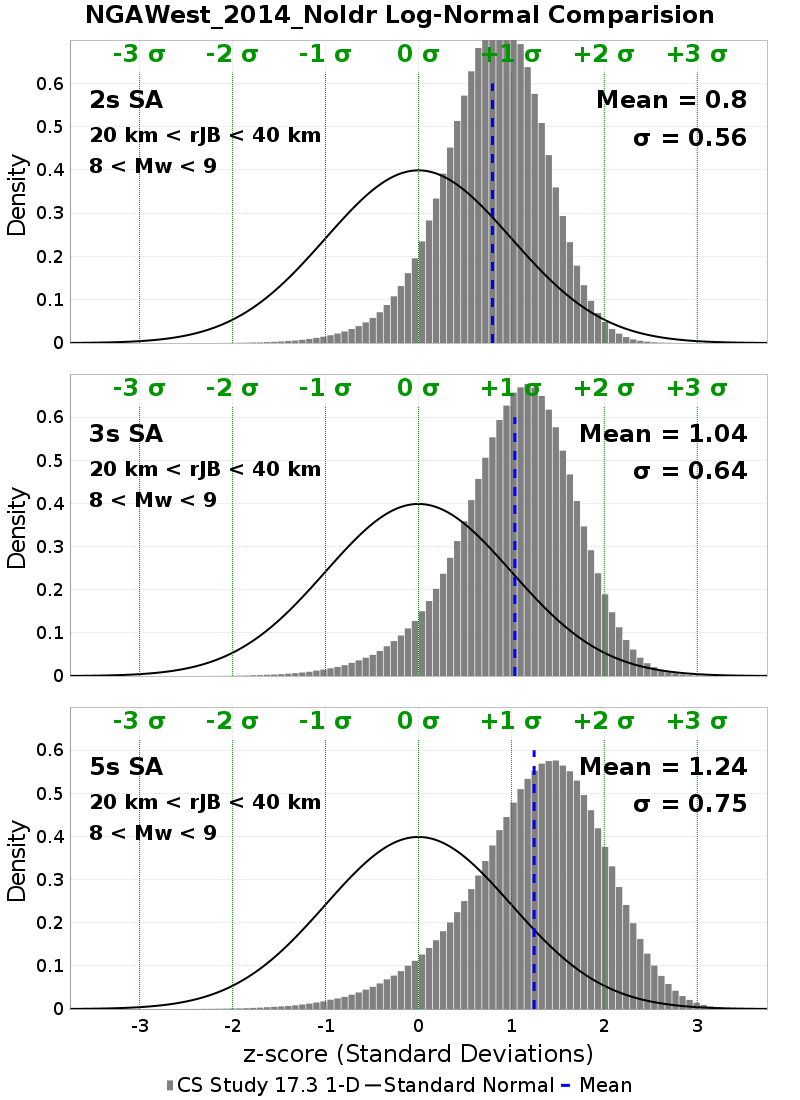 NGAWest_2014_NoIdr Log-Normal Comparision
-3 σ -2 σ -1 σ 0 σ +1 σ +2 σ +3 σ
2s SA
Mean = 0.8
20 km < rJB < 40 km
σ = 0.56
8 < Mw < 9
0.6
0.5
0.4
0.3
0.2
0.1
0
Density
-3 σ -2 σ -1 σ 0 σ +1 σ +2 σ +3 σ
3s SA
Mean = 1.04
20 km < rJB < 40 km
σ = 0.64
8 < Mw < 9
0.6
0.5
0.4
0.3
0.2
0.1
0
Density
-3 σ -2 σ -1 σ 0 σ +1 σ +2 σ +3 σ
5s SA
Mean = 1.24
20 km < rJB < 40 km
σ = 0.75
8 < Mw < 9
0.6
0.5
0.4
0.3
0.2
0.1
0
Density
-3 -2 -1 0 1 2 3
z-score (Standard Deviations)
CS Study 17.3 1-D Standard Normal Mean